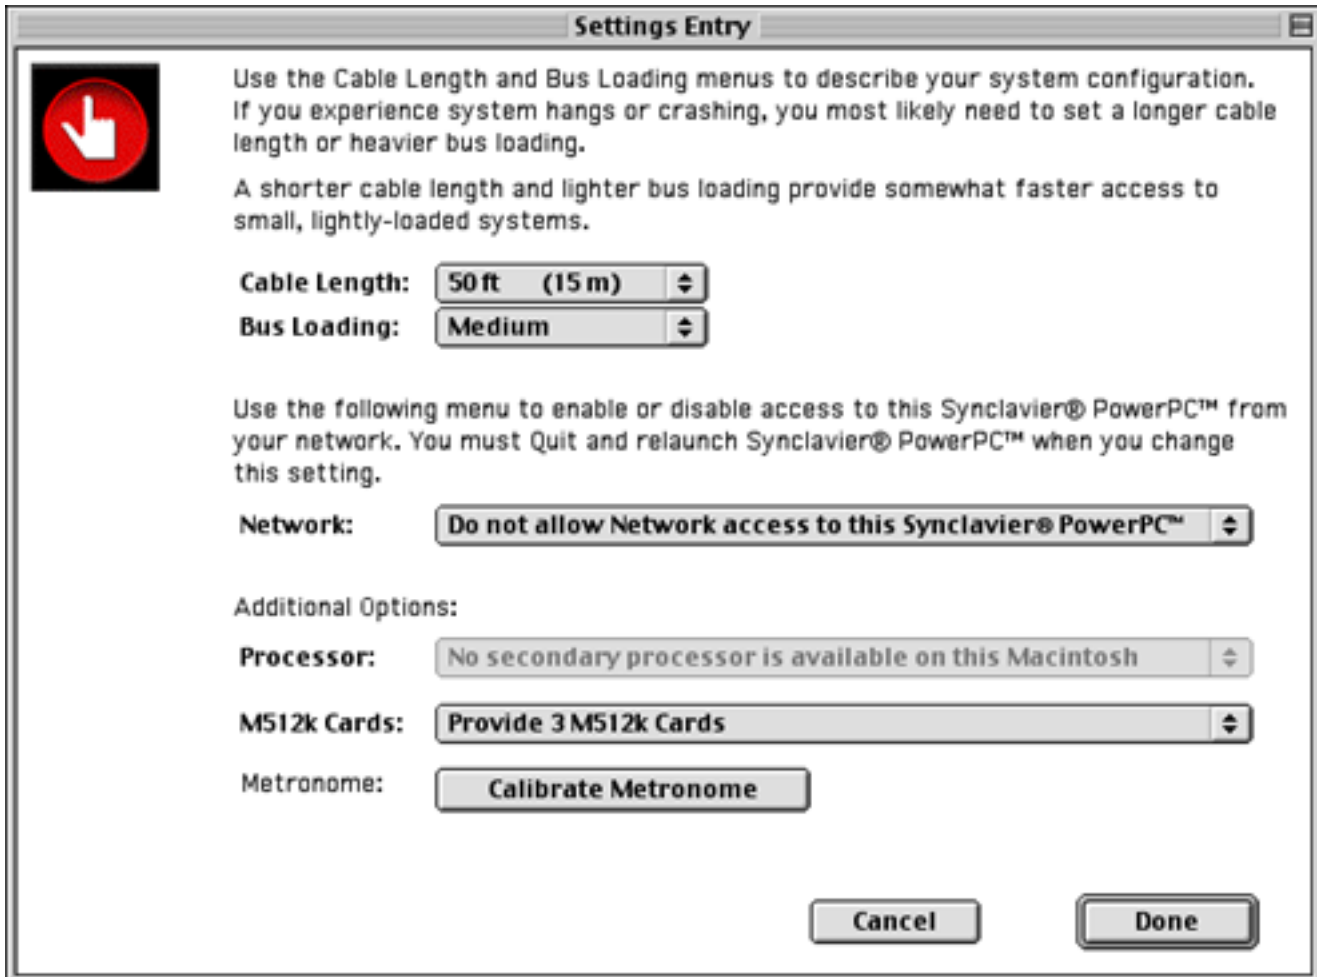 Settings Entry
Use the Cable Length and Bus Loading menus to describe your system configuration.
If you experience system hangs or crashing, you most likely need to set a longer cable
length or heavier bus loading.
A shorter cable length and lighter bus loading provide somewhat faster access to
small, lightly-loaded systems.
Cable Length: 50 ft (15 m)
Bus Loading: Medium
Use the following menu to enable or disable access to this Synclavier® PowerPC™ from
your network. You must Quit and relaunch Synclavier® PowerPC™ when you change
this setting.
Network: Do not allow Network access to this Synclavier® PowerPC™
Additional Options:
Processor: No secondary processor is available on this Macintosh
M512k Cards: Provide 3 M512k Cards
Metronome: Calibrate Metronome
Cancel Done